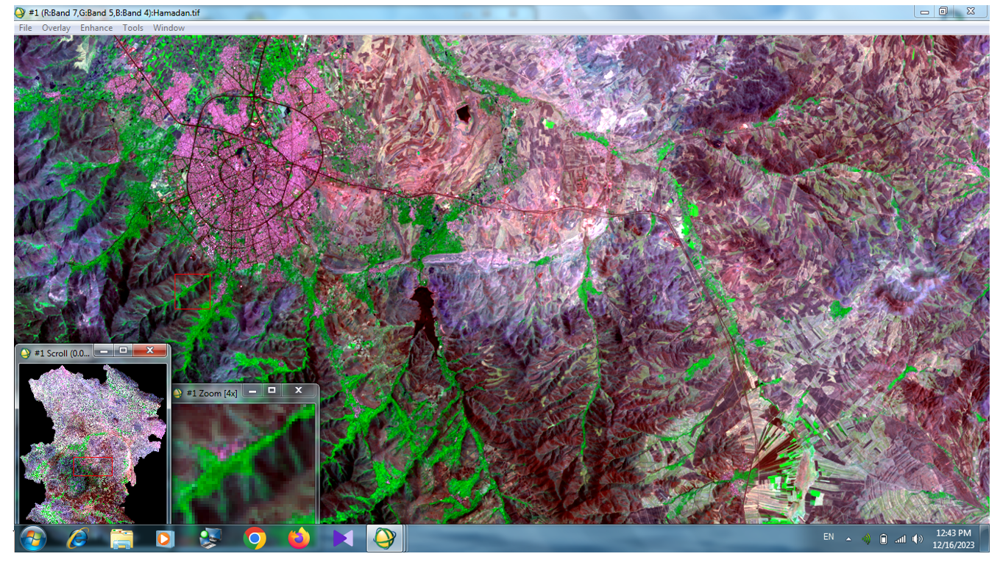 #1 (R:Band 7,G:Band 5,B:Band 4):Hamadan.tif
File Overlay Enhance Tools Window
#1 Scroll (0.0...
#1 Zoom [4x]
EN
12:43 PM
12/16/2023